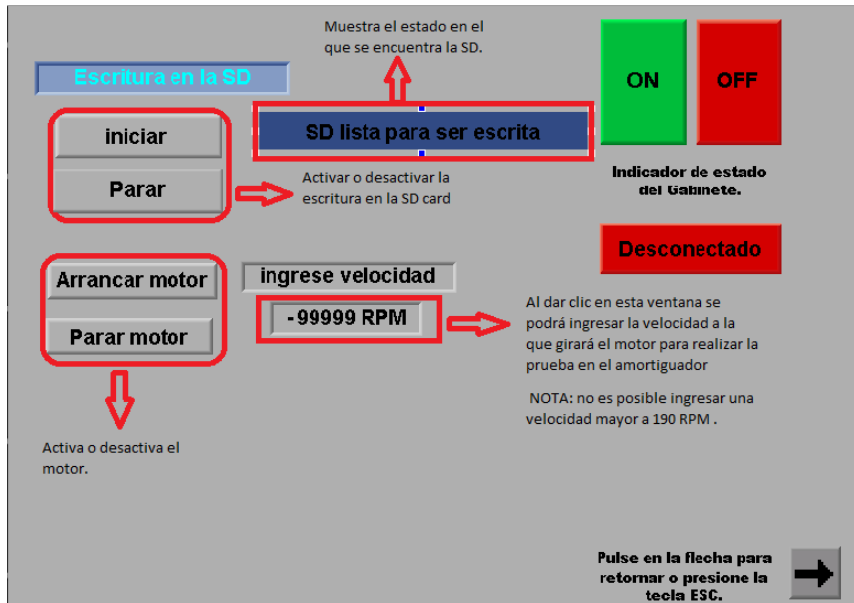 Muestra el estado en el
que se encuentra la SD.
Escritura en la SD
ON
OFF
iniciar
SD lista para ser escrita
Parar
Activar o desactivar la
escritura en la SD card
Indicador de estado
del Gabinete.
Desconectado
Arrancar motor
ingrese velocidad
-99999 RPM
Parar motor
Al dar clic en esta ventana se
podrá ingresar la velocidad a la
que girará el motor para realizar la
prueba en el amortiguador
NOTA: no es posible ingresar una
velocidad mayor a 190 RPM .
Activa o desactiva el
motor.
Pulse en la flecha para
retornar o presione la
tecla ESC.